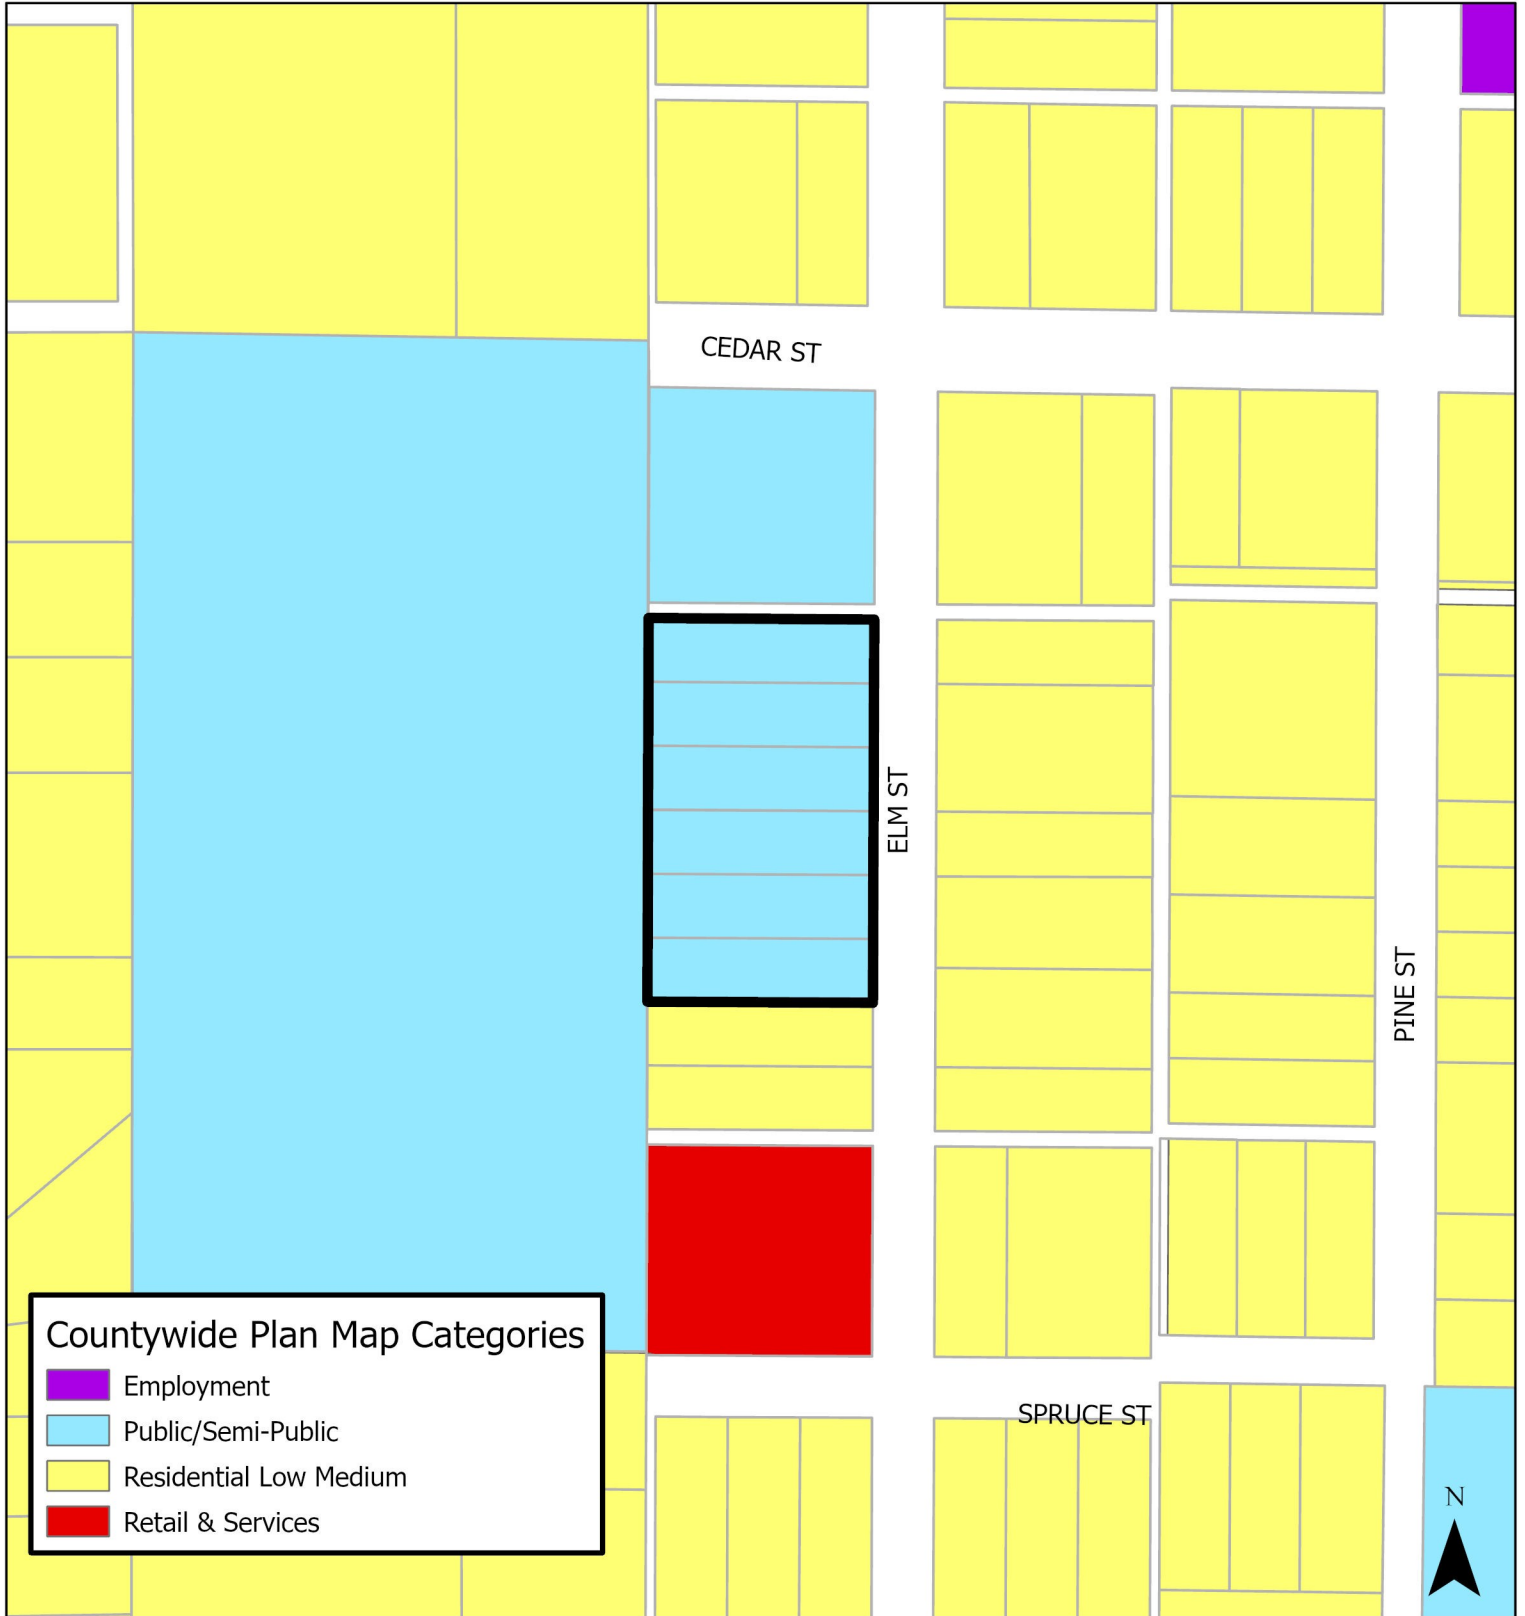 CEDAR ST
ELM ST
PINE ST
Countywide Plan Map Categories
Employment
Public/Semi-Public
Residential Low Medium
Retail & Services
SPRUCE ST
N